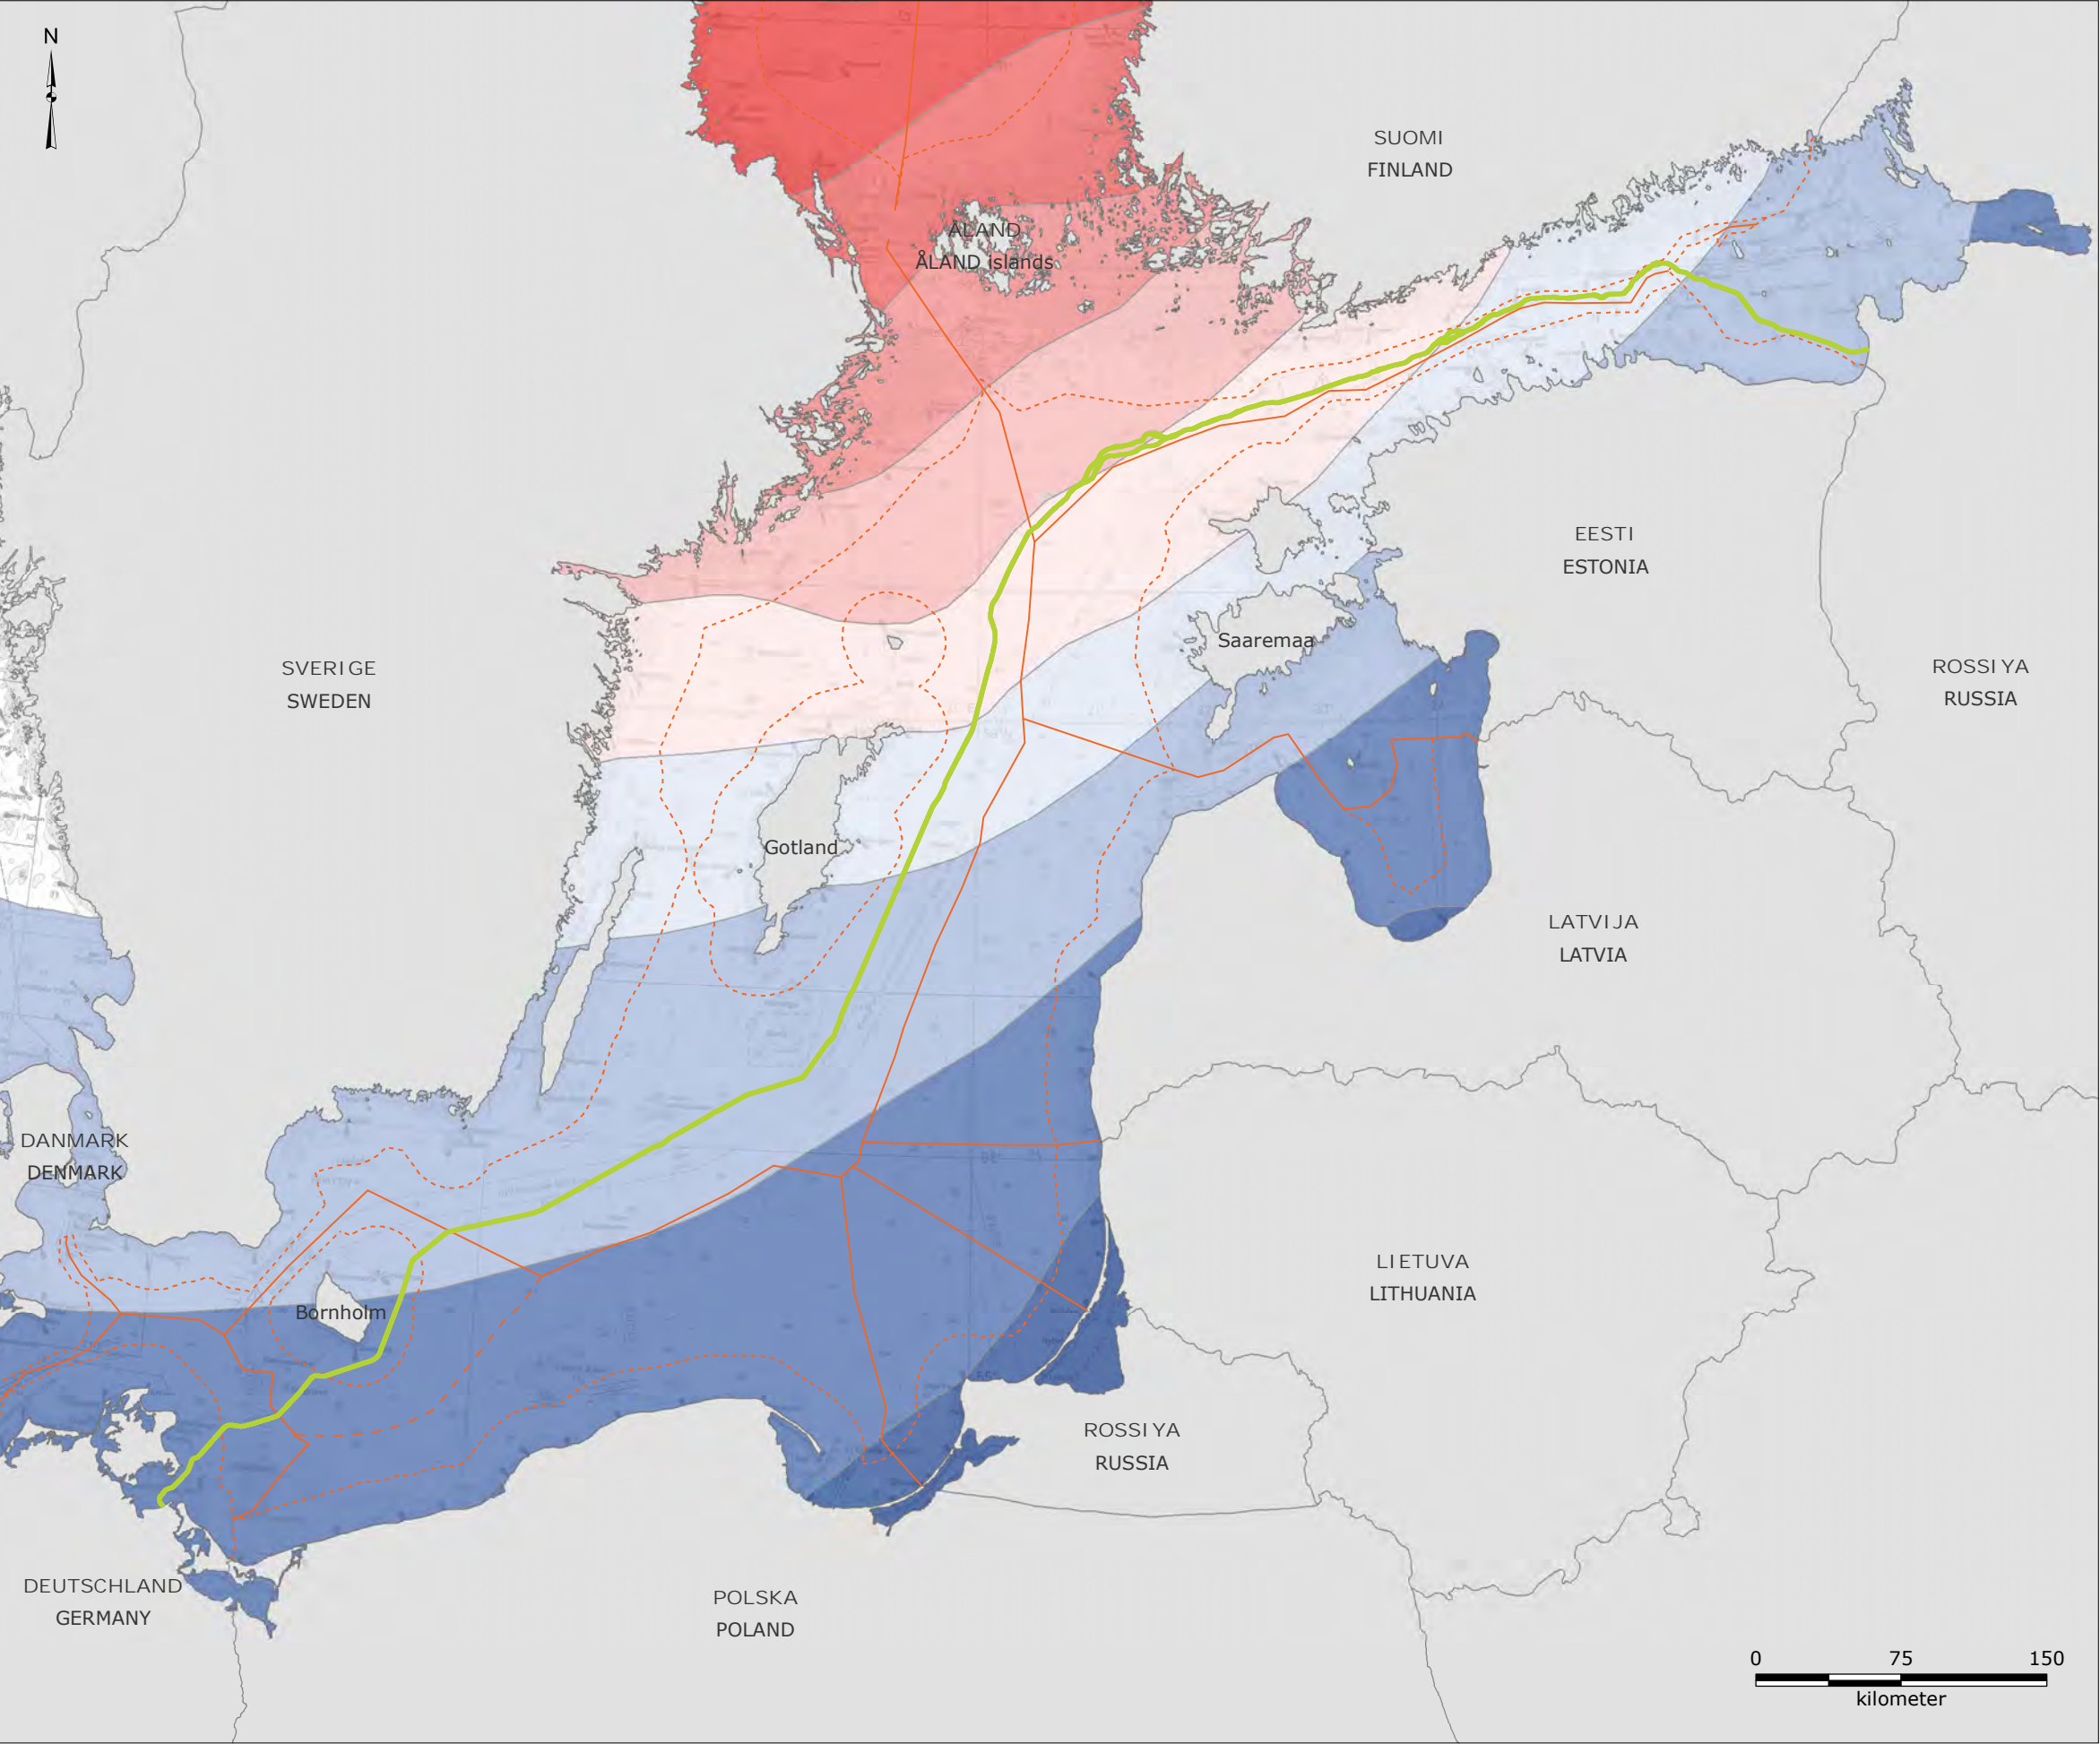 N
SUOMI
FINLAND
ÅLAND
ÅLAND islands
EESTI
ESTONIA
Saaremaa
SVERIGE
SWEDEN
ROSSIYA
RUSSIA
Gotland
LATVIJA
LATVIA
DANMARK
DENMARK
LIETUVA
LITHUANIA
Bornholm
ROSSIYA
RUSSIA
DEUTSCHLAND
GERMANY
POLSKA
POLAND
0 75 150
kilometer